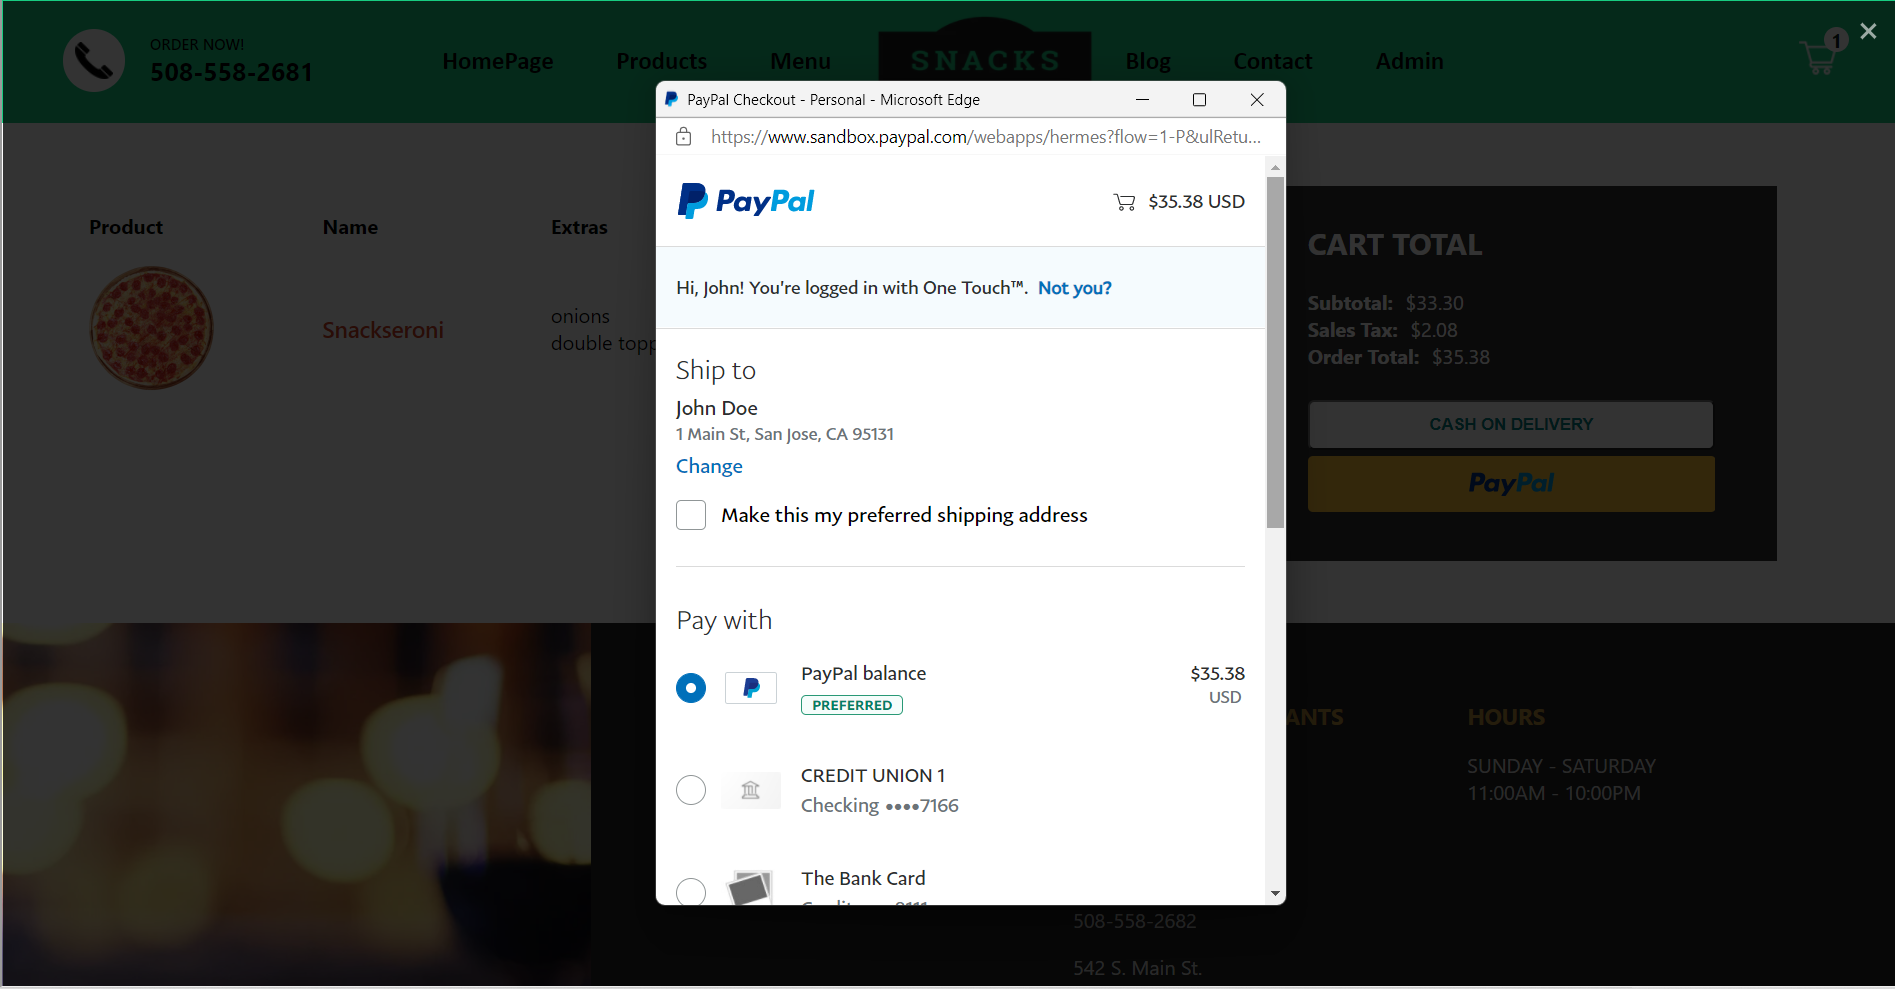 ORDER NOW!
508-558-2681
HomePage
Products
Menu
SNACKS
Blog
Contact
Admin
1
PayPal Checkout - Personal - Microsoft Edge
https://www.sandbox.paypal.com/webapps/hermes?flow=1-P&ulRetu...
PayPal
$35.38 USD
Hi, John! You're logged in with One Touch™. Not you?
Ship to
John Doe
1 Main St, San Jose, CA 95131
Change
Make this my preferred shipping address
Pay with
PayPal balance
$35.38
PREFERRED
USD
CREDIT UNION 1
Checking ••••7166
The Bank Card
Product
Name
Extras
Snackseroni
onions
double topp
CART TOTAL
Subtotal: $33.30
Sales Tax: $2.08
Order Total: $35.38
CASH ON DELIVERY
PayPal
ANTS
HOURS
SUNDAY - SATURDAY
11:00AM - 10:00PM
508-558-2682
542 S. Main St.